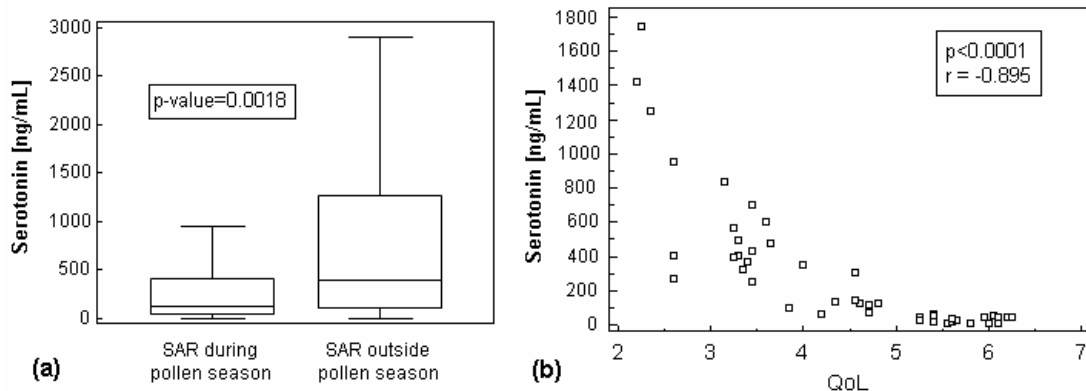 3000
2500
2000
1500
1000
500
0
Serotonin [ng/mL]
p-value=0.0018
SAR during
pollen season
SAR outside
pollen season
(a)
1800
1600
1400
1200
1000
800
600
400
200
0
Serotonin [ng/mL]
p<0.0001
r = -0.895
2
3
4
5
6
7
QoL
(b)